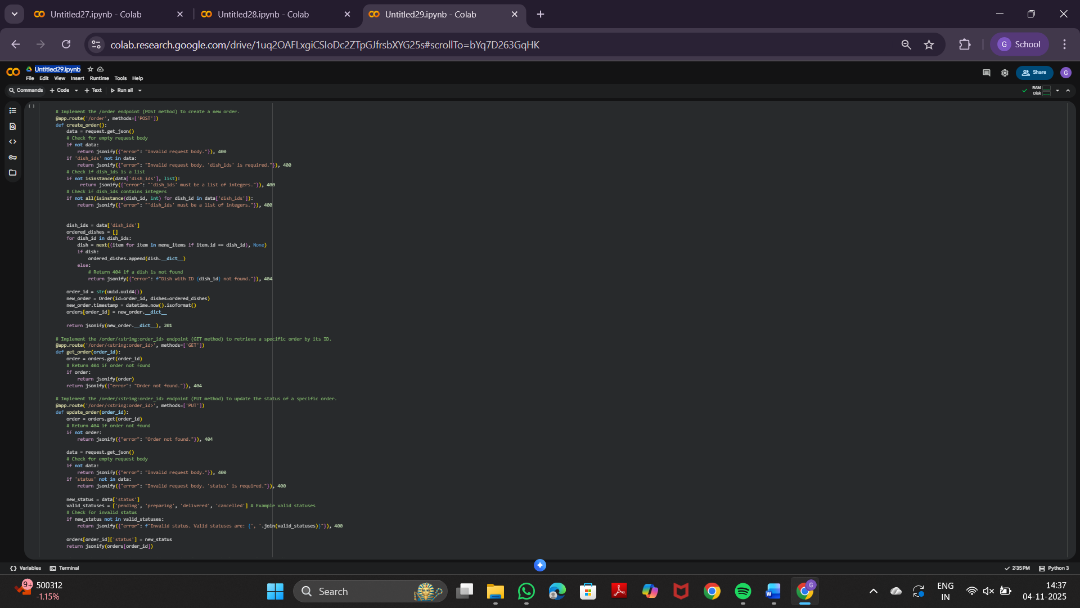 Untitled27.ipynb - Colab
Untitled28.ipynb - Colab
Untitled29.ipynb - Colab
colab.research.google.com/drive/1uq2OAFLxgiCSIoDc2ZTpGJfrsbXYG25s#scrollTo=bYq7D263GqHK
G School
Untitled29.ipynb
File Edit View Insert Runtime Tools Help
Share
G
Commands + Code + Text Run all
RAM
Disk
[ ]
# Implement the /order endpoint (POST method) to create a new order.
@app.route('/order', methods=['POST'])
def create_order():
data = request.get_json()
# Check for empty request body
if not data:
return jsonify({"error": "Invalid request body."}), 400
if 'dish_ids' not in data:
return jsonify({"error": "Invalid request body. 'dish_ids' is required."}), 400
# Check if dish_ids is a list
if not isinstance(data['dish_ids'], list):
return jsonify({"error": "'dish_ids' must be a list of integers."}), 400
# Check if dish_ids contains integers
if not all(isinstance(dish_id, int) for dish_id in data['dish_ids']):
return jsonify({"error": "'dish_ids' must be a list of integers."}), 400
dish_ids = data['dish_ids']
ordered_dishes = []
for dish_id in dish_ids:
dish = next((item for item in menu_items if item.id == dish_id), None)
if dish:
ordered_dishes.append(dish.__dict__)
else:
# Return 404 if a dish is not found
return jsonify({"error": f"Dish with ID {dish_id} not found."}), 404
order_id = str(uuid.uuid4())
new_order = Order(id=order_id, dishes=ordered_dishes)
new_order.timestamp = datetime.now().isoformat()
orders[order_id] = new_order.__dict__
return jsonify(new_order.__dict__), 201
# Implement the /order/<string:order_id> endpoint (GET method) to retrieve a specific order by its ID.
@app.route('/order/<string:order_id>', methods=['GET'])
def get_order(order_id):
order = orders.get(order_id)
# Return 404 if order not found
if order:
return jsonify(order)
return jsonify({"error": "Order not found."}), 404
# Implement the /order/<string:order_id> endpoint (PUT method) to update the status of a specific order.
@app.route('/order/<string:order_id>', methods=['PUT'])
def update_order(order_id):
order = orders.get(order_id)
# Return 404 if order not found
if not order:
return jsonify({"error": "Order not found."}), 404
data = request.get_json()
# Check for empty request body
if not data:
return jsonify({"error": "Invalid request body."}), 400
if 'status' not in data:
return jsonify({"error": "Invalid request body. 'status' is required."}), 400
new_status = data['status']
valid_statuses = ['pending', 'preparing', 'delivered', 'cancelled'] # Example valid statuses
# Check for invalid status
if new_status not in valid_statuses:
return jsonify({"error": f"Invalid status. Valid statuses are: {', '.join(valid_statuses)}"}), 400
orders[order_id]['status'] = new_status
return jsonify(orders[order_id])
Variables Terminal
2:35PM Python 3
500312
-1.15%
Search
ENG
IN
14:37
04-11-2025